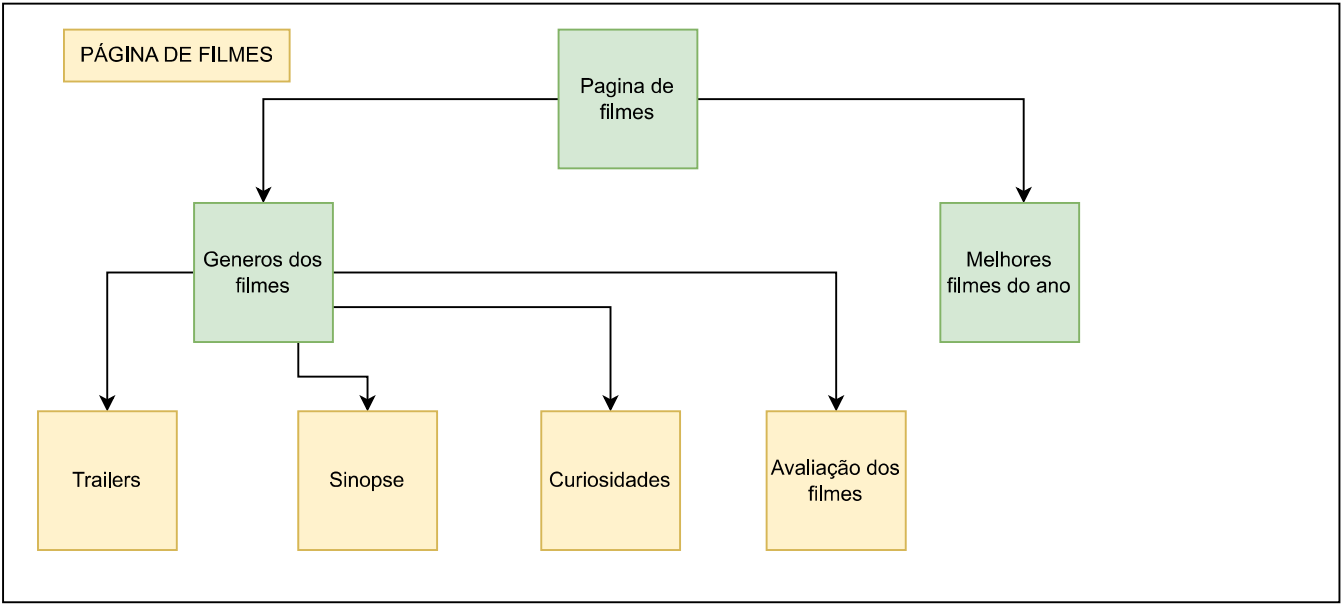 PÁGINA DE FILMES
Pagina de
filmes
Generos dos
filmes
Melhores
filmes do ano
Trailers
Sinopse
Curiosidades
Avaliação dos
filmes